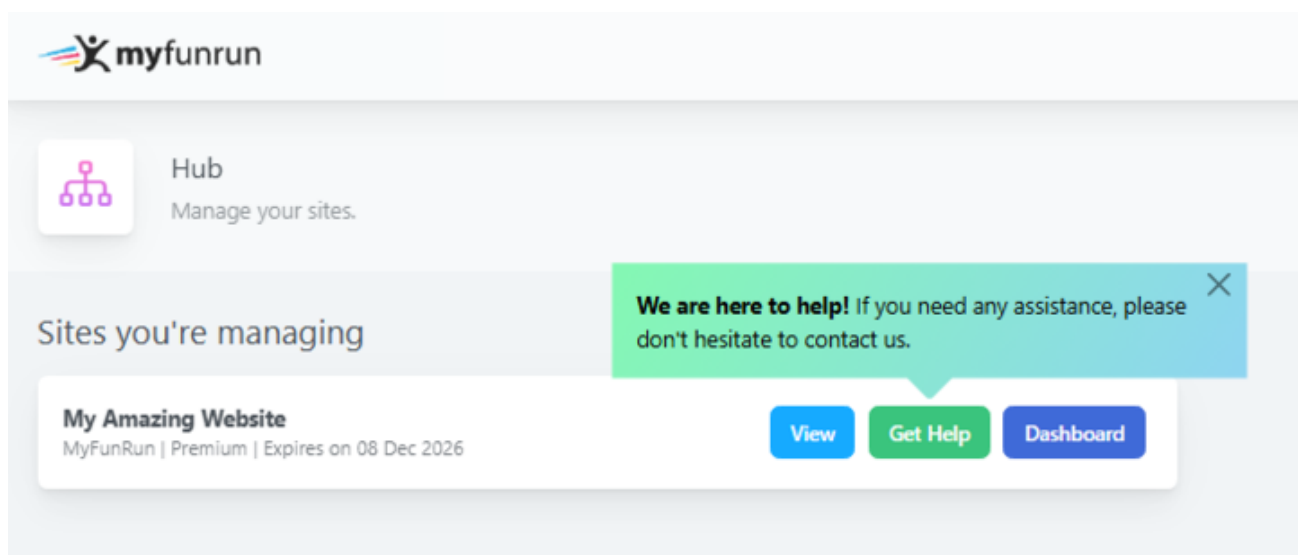 myfunrun
Hub
Manage your sites.
We are here to help! If you need any assistance, please
don't hesitate to contact us.
Sites you're managing
My Amazing Website
MyFunRun | Premium | Expires on 08 Dec 2026
View
Get Help
Dashboard